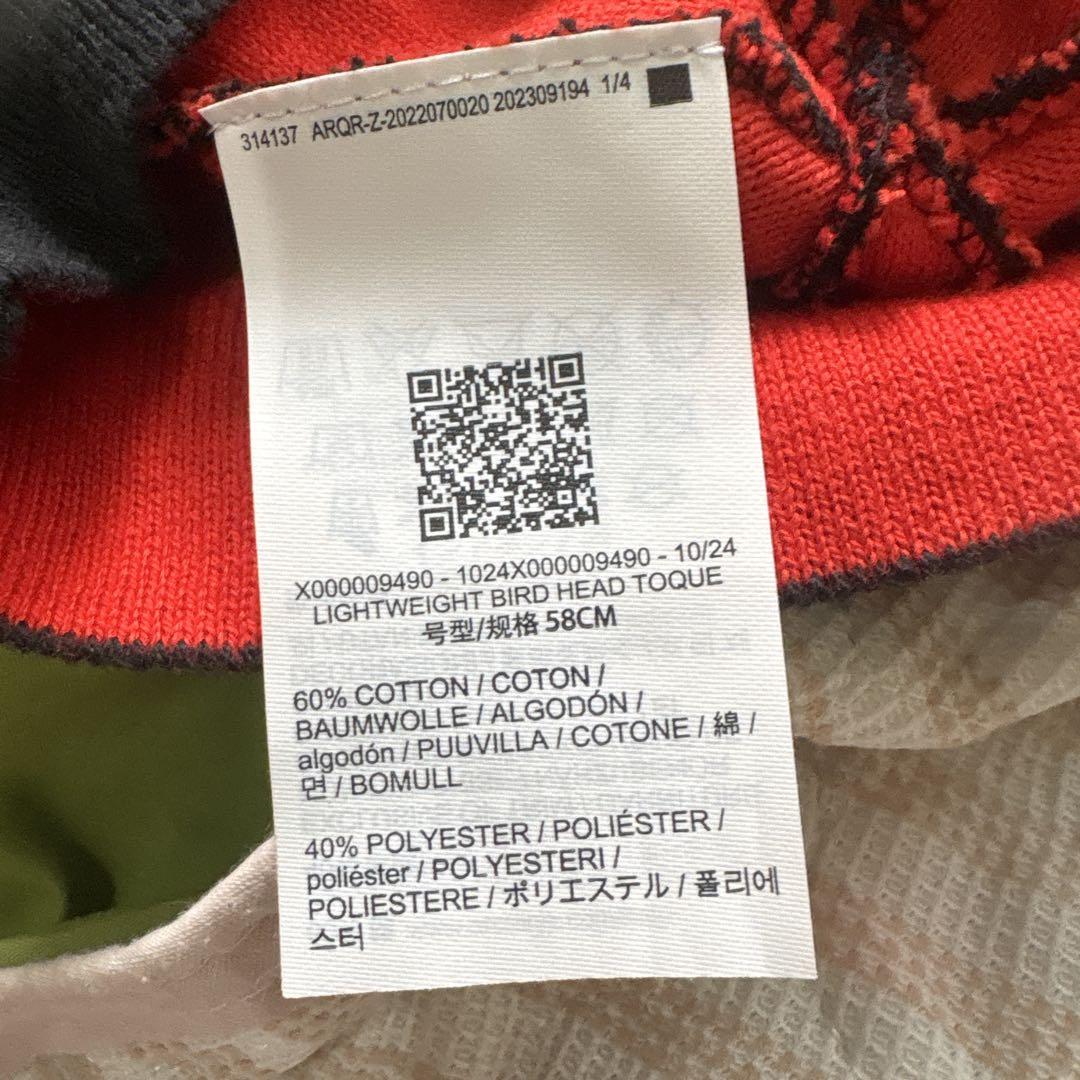 314137 ARQR-Z-2022070020 202309194 1/4
X000009490 - 1024X000009490 - 10/24
LIGHTWEIGHT BIRD HEAD TOQUE
号型/规格 58CM
60% COTTON / COTON /
BAUMWOLLE / ALGODÓN /
algodón / PUUVILLA / COTONE / 綿 /
면 / BOMULL
40% POLYESTER / POLIÉSTER /
poliéster / POLYESTERI /
POLIESTERE / ポリエステル / 폴리에
스터